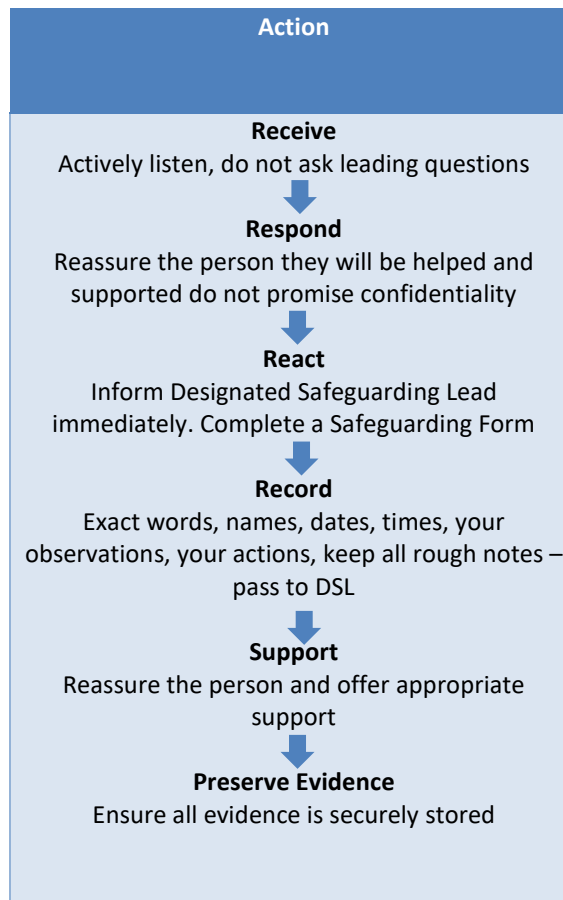 Action
Receive
Actively listen, do not ask leading questions
Respond
Reassure the person they will be helped and
supported do not promise confidentiality
React
Inform Designated Safeguarding Lead
immediately. Complete a Safeguarding Form
Record
Exact words, names, dates, times, your
observations, your actions, keep all rough notes –
pass to DSL
Support
Reassure the person and offer appropriate
support
Preserve Evidence
Ensure all evidence is securely stored